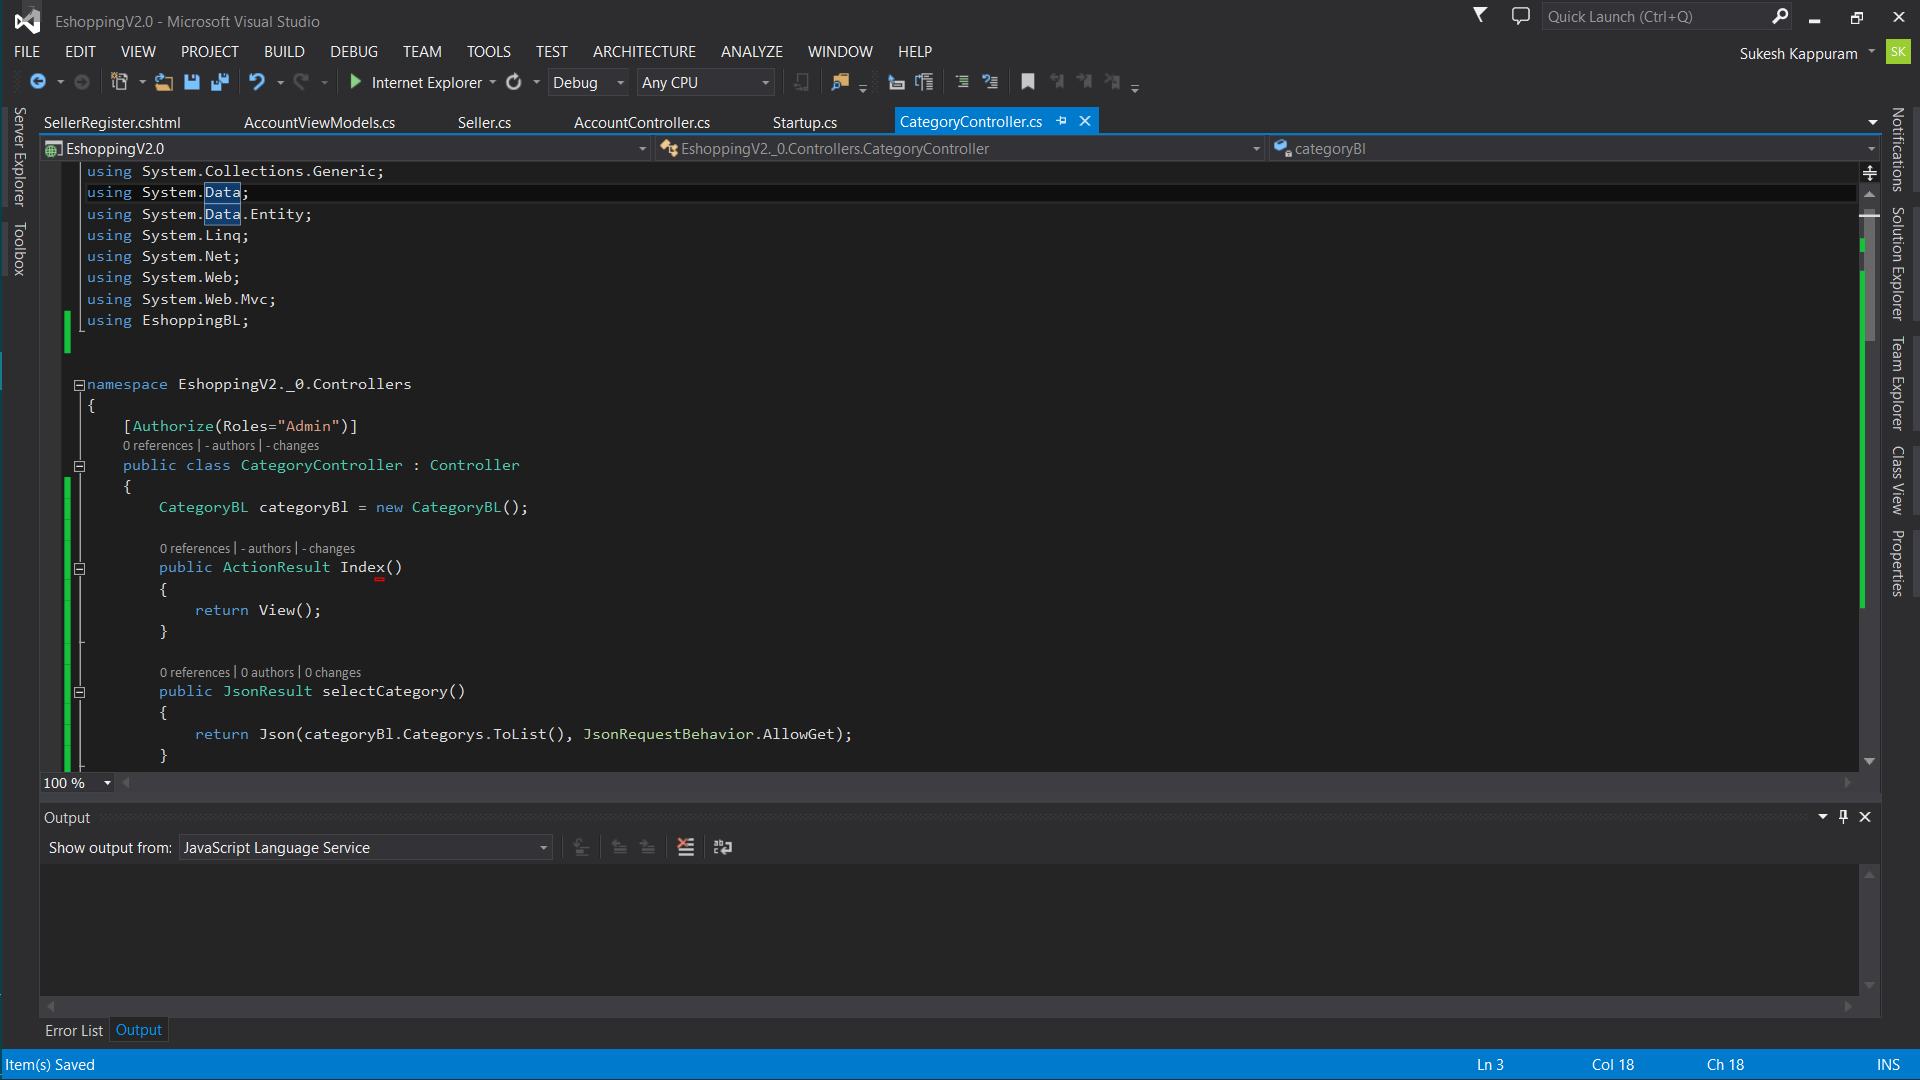 EshoppingV2.0 - Microsoft Visual Studio
Quick Launch (Ctrl+Q)
FILE EDIT VIEW PROJECT BUILD DEBUG TEAM TOOLS TEST ARCHITECTURE ANALYZE WINDOW HELP
Sukesh Kappuram SK
Internet Explorer Debug Any CPU
SellerRegister.cshtml AccountViewModels.cs Seller.cs AccountController.cs Startup.cs CategoryController.cs
EshoppingV2.0 EshoppingV2._0.Controllers.CategoryController categoryBl
Server Explorer
Toolbox
Notifications
Solution Explorer
Team Explorer
Class View
Properties
using System.Collections.Generic;
using System.Data;
using System.Data.Entity;
using System.Linq;
using System.Net;
using System.Web;
using System.Web.Mvc;
using EshoppingBL;
namespace EshoppingV2._0.Controllers
{
[Authorize(Roles="Admin")]
0 references | - authors | - changes
public class CategoryController : Controller
{
CategoryBL categoryBl = new CategoryBL();
0 references | - authors | - changes
public ActionResult Index()
{
return View();
}
0 references | 0 authors | 0 changes
public JsonResult selectCategory()
{
return Json(categoryBl.Categorys.ToList(), JsonRequestBehavior.AllowGet);
}
100 %
Output
Show output from: JavaScript Language Service
Error List Output
Item(s) Saved Ln 3 Col 18 Ch 18 INS